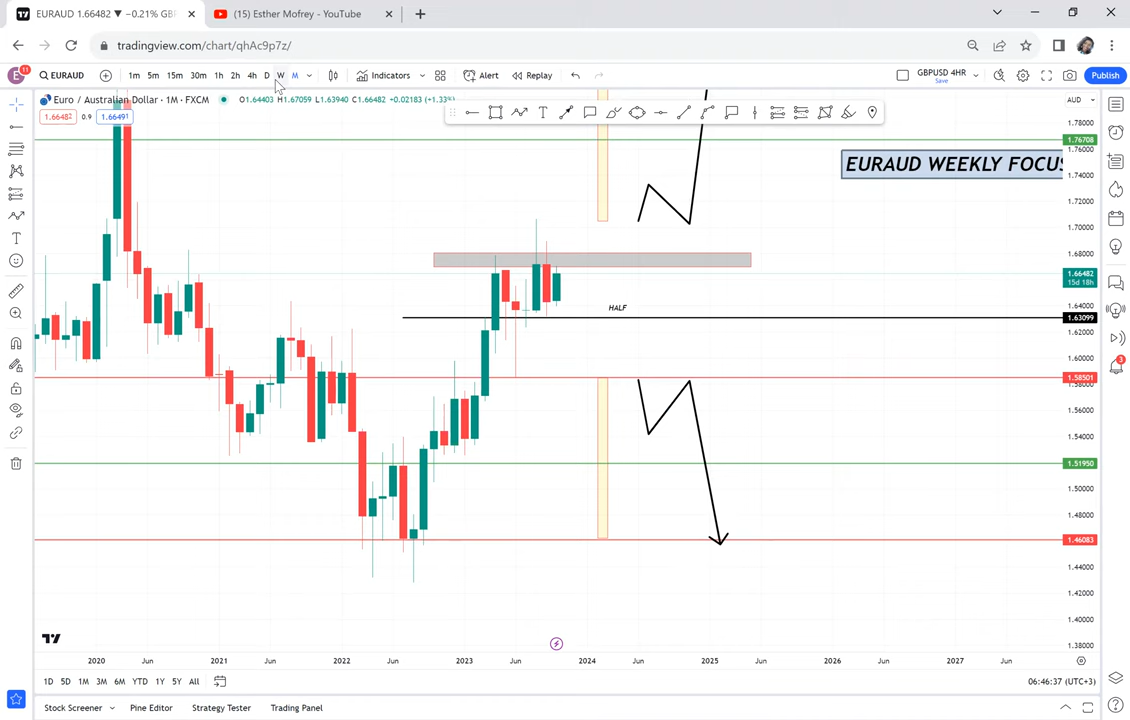 EURAUD 1.66482 ▼ −0.21% GBP
(15) Esther Mofrey - YouTube
tradingview.com/chart/qhAc9p7z/
E 11
EURAUD 1m 5m 15m 30m 1h 2h 4h D W M Indicators Alert Replay GBPUSD 4HR Save Publish
Euro / Australian Dollar · 1M · FXCM O1.64403 H1.67059 L1.63940 C1.66482 +0.02183 (+1.33%) AUD
1.66482 0.9 1.66491
1.78000
1.76708
1.76000
EURAUD WEEKLY FOCUS
1.74000
1.72000
1.70000
1.68000
1.66482
15d 18h
1.64000
HALF
1.63099
1.62000
1.60000
1.58501
1.56000
1.54000
1.51950
1.50000
1.48000
1.46083
1.44000
1.42000
1.40000
1.38000
2020 Jun 2021 Jun 2022 Jun 2023 Jun 2024 Jun 2025 Jun 2026 Jun 2027 Jun
1D 5D 1M 3M 6M YTD 1Y 5Y All 06:46:37 (UTC+3)
Stock Screener Pine Editor Strategy Tester Trading Panel
3